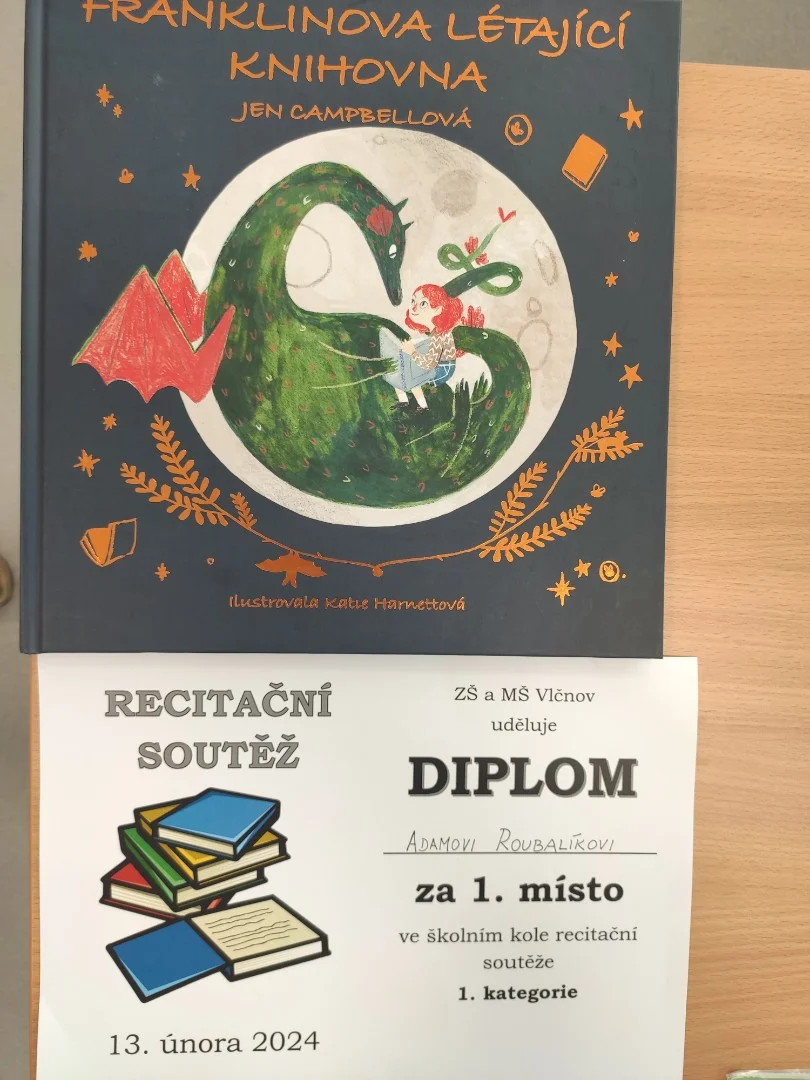 FRANKLINOVA LÉTAJÍCÍ
KNIHOVNA
JEN CAMPBELLOVÁ
Ilustrovala Katie Harnettová
RECITAČNÍ
SOUTĚŽ
13. února 2024
ZŠ a MŠ Vlčnov
uděluje
DIPLOM
ADAMOVI ROUBALÍKOVI
za 1. místo
ve školním kole recitační
soutěže
1. kategorie